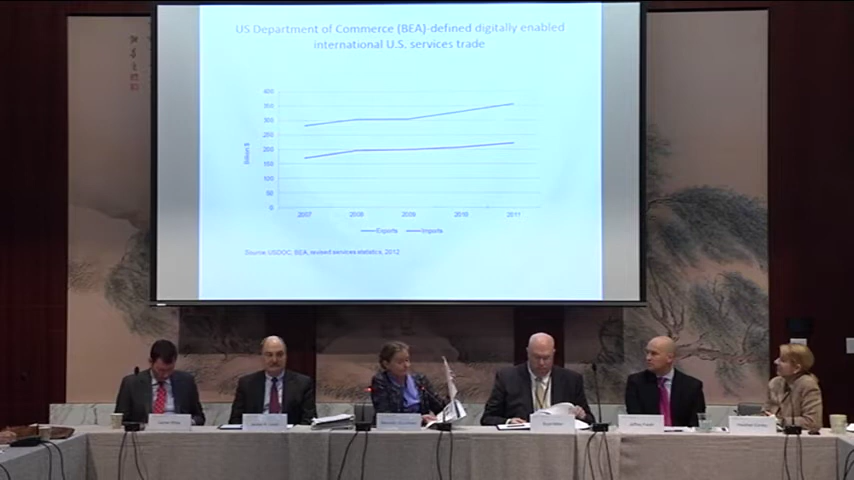 US Department of Commerce (BEA)-defined digitally enabled
international U.S. services trade
400
350
300
250
200
150
100
50
0
Billion $
2007 2008 2009 2010 2011
Exports Imports
Source: USDOC, BEA, revised services statistics, 2012